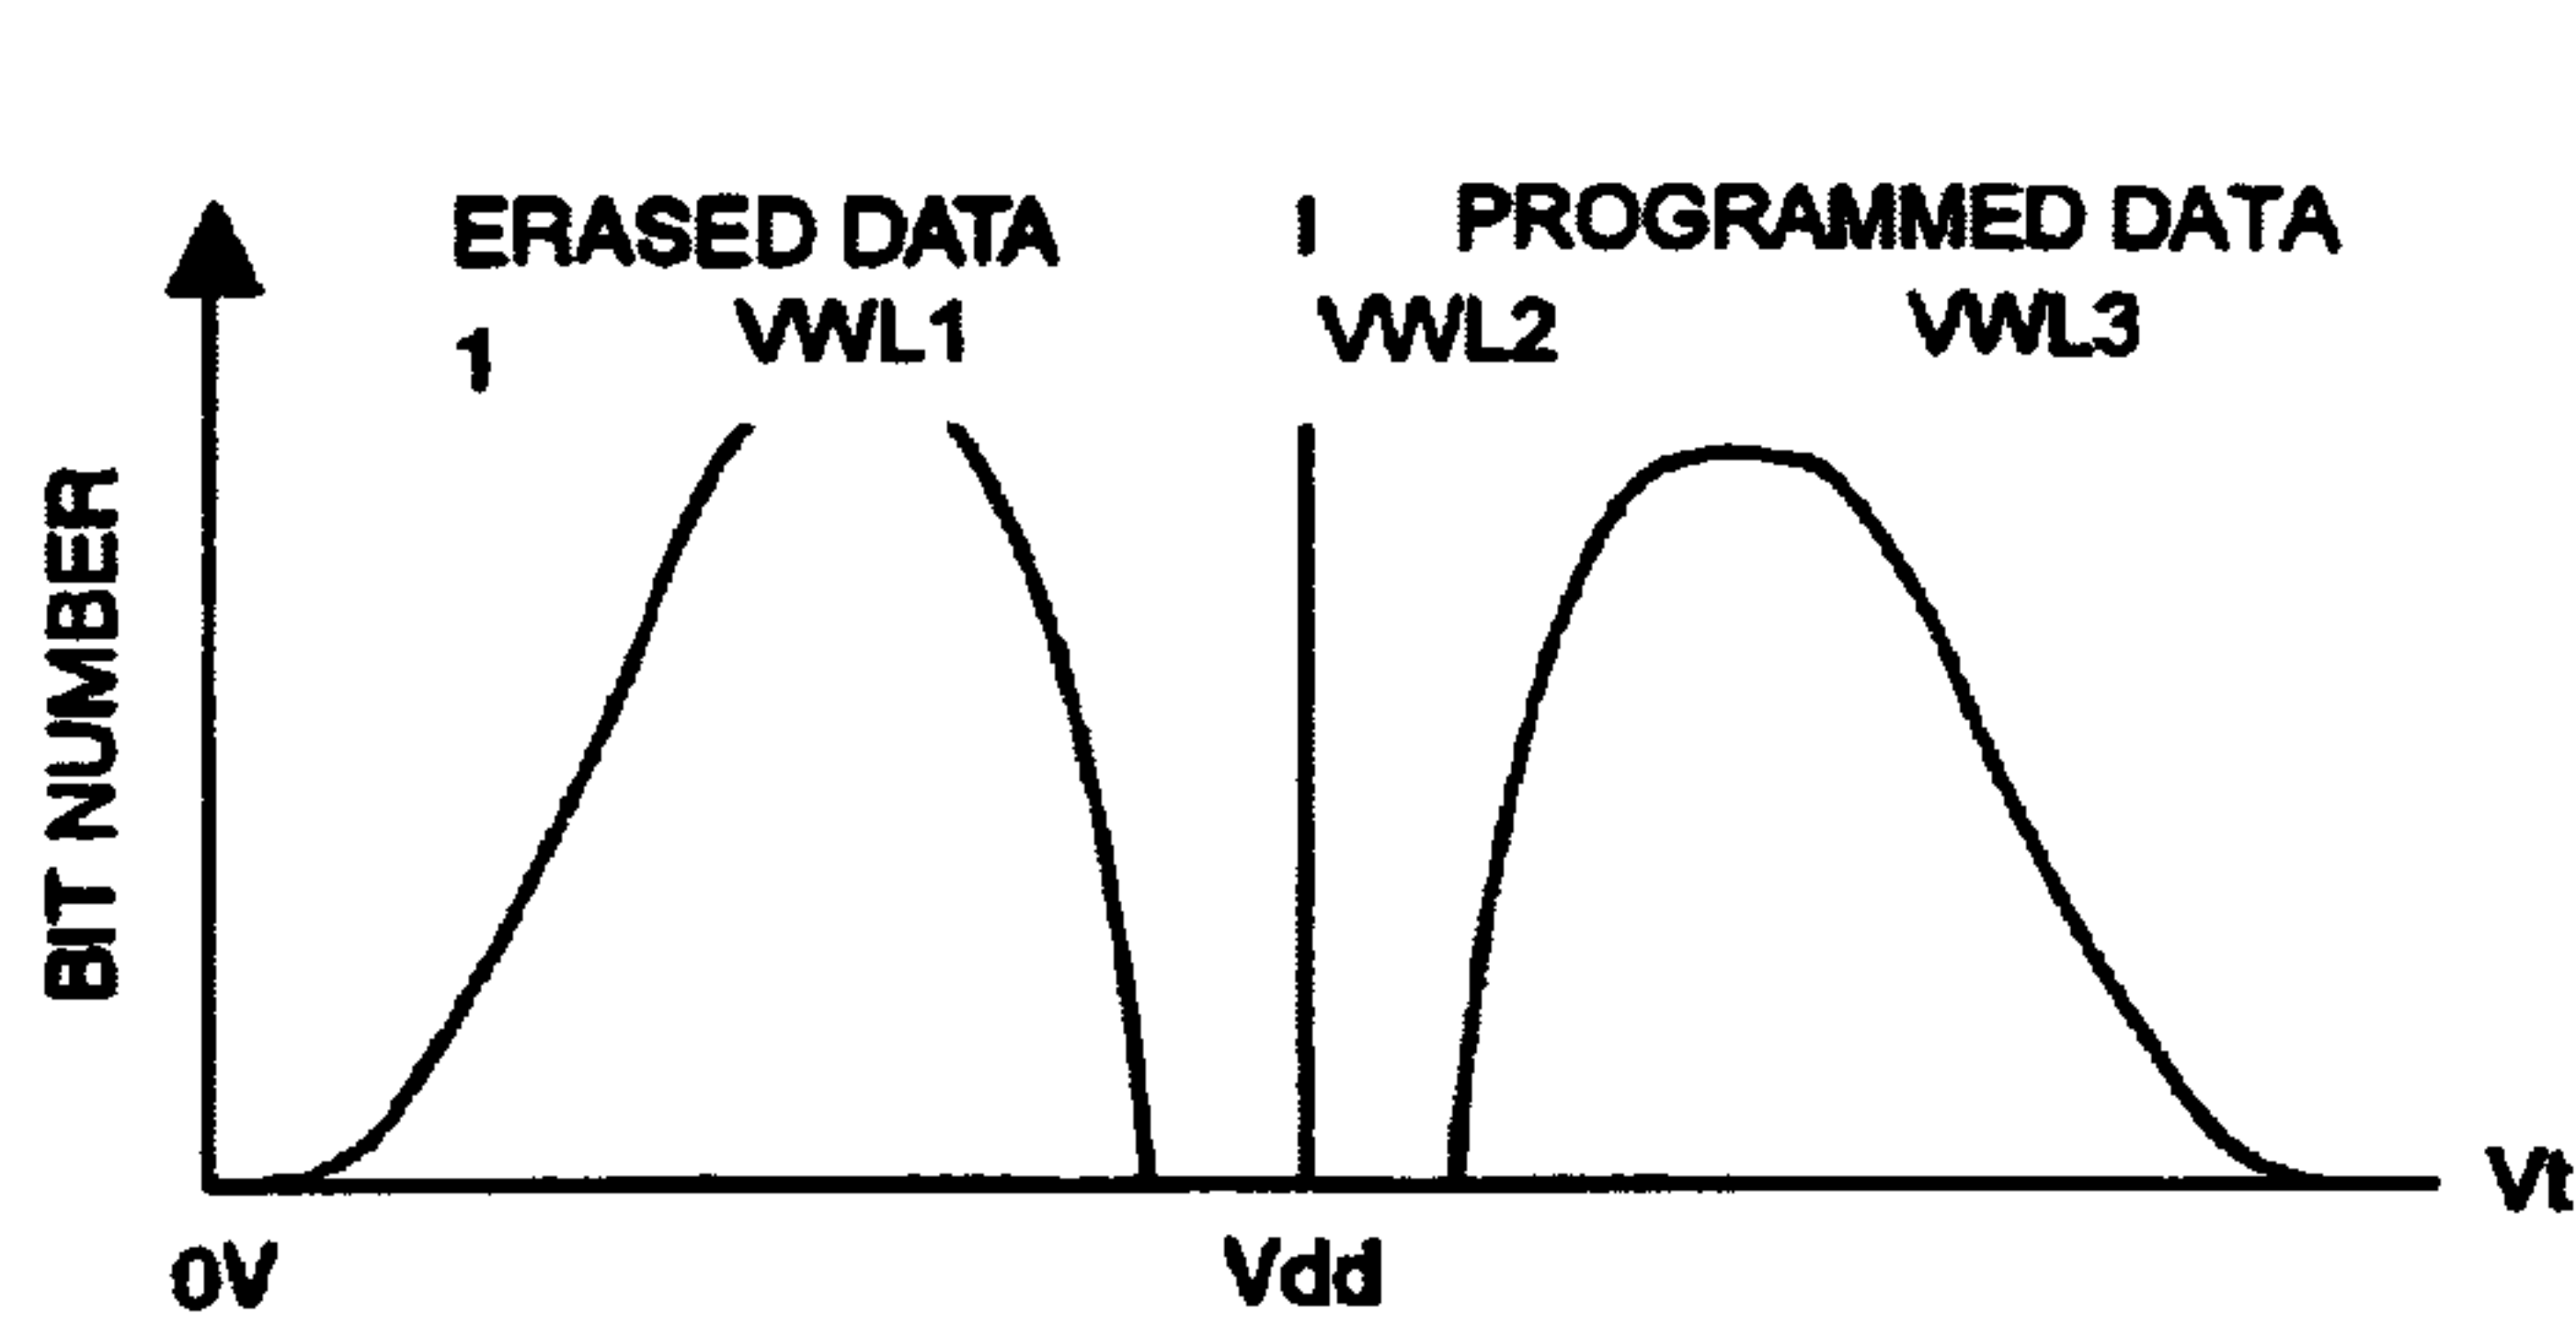 ERASED DATA | PROGRAMMED DATA
1 VWL1 VWL2 VWL3
BIT NUMBER
Vt
0V Vdd